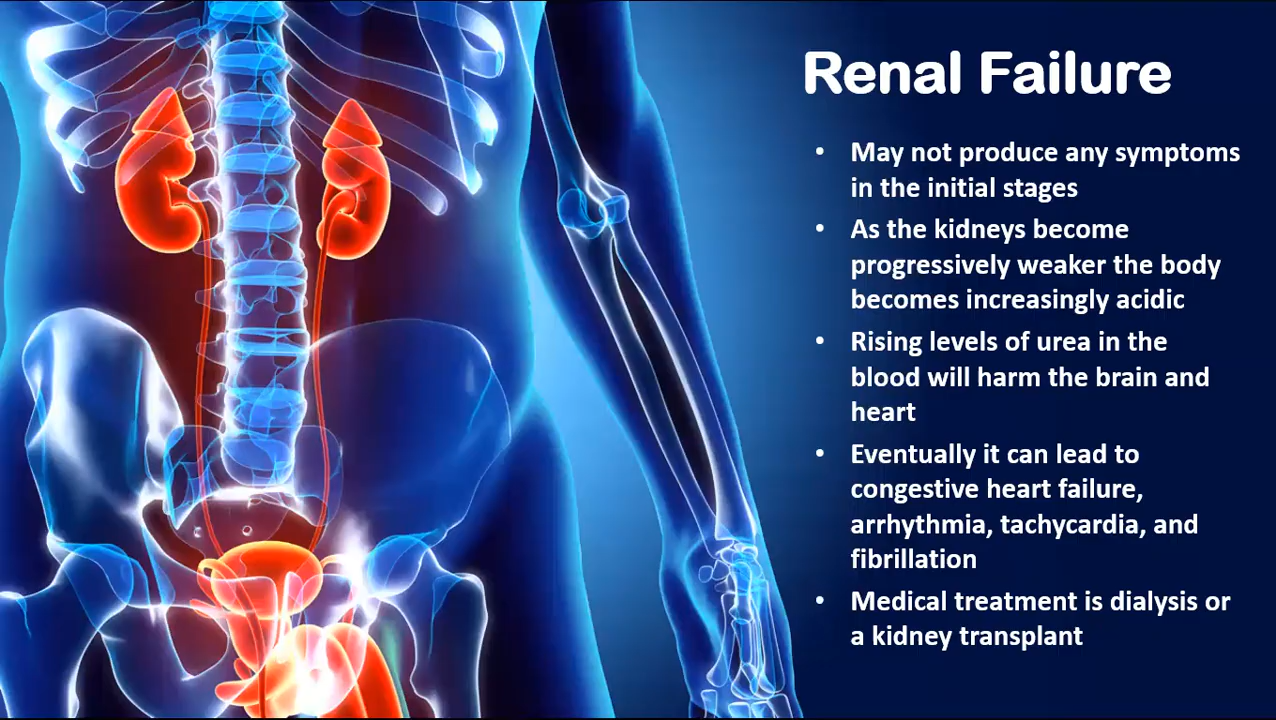 Renal Failure
• May not produce any symptoms
in the initial stages
• As the kidneys become
progressively weaker the body
becomes increasingly acidic
• Rising levels of urea in the
blood will harm the brain and
heart
• Eventually it can lead to
congestive heart failure,
arrhythmia, tachycardia, and
fibrillation
• Medical treatment is dialysis or
a kidney transplant